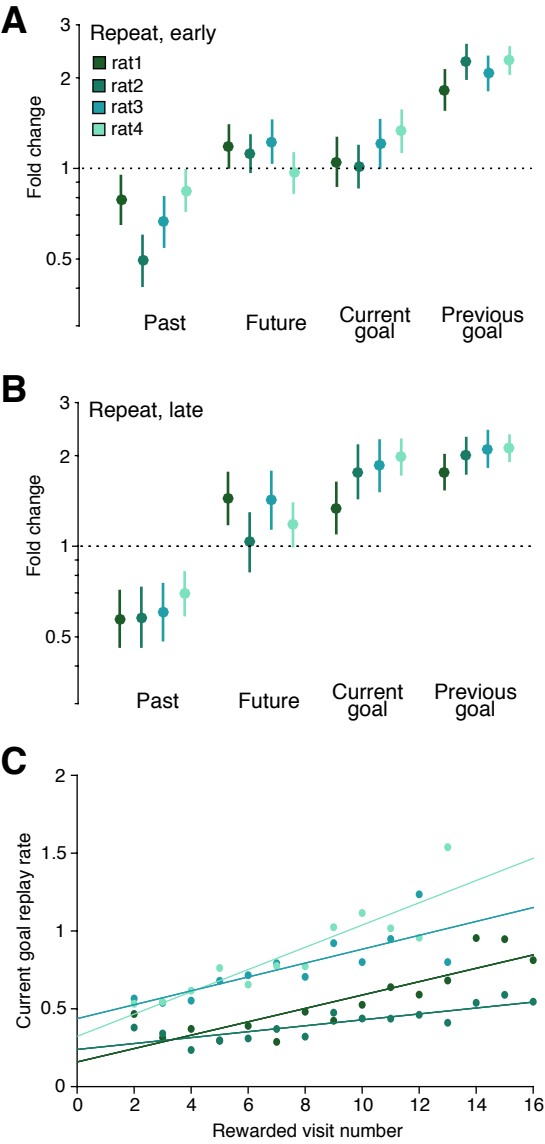 A
Repeat, early
rat1
rat2
rat3
rat4
Fold change
3
2
1
0.5
Past
Future
Current goal
Previous goal
B
Repeat, late
Fold change
3
2
1
0.5
Past
Future
Current goal
Previous goal
C
Current goal replay rate
2
1.5
1
0.5
0
0 2 4 6 8 10 12 14 16
Rewarded visit number